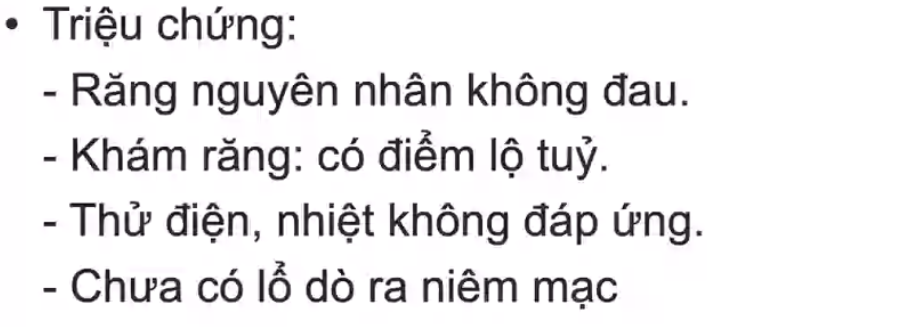 • Triệu chứng:
- Răng nguyên nhân không đau.
- Khám răng: có điểm lộ tuỷ.
- Thử điện, nhiệt không đáp ứng.
- Chưa có lổ dò ra niêm mạc